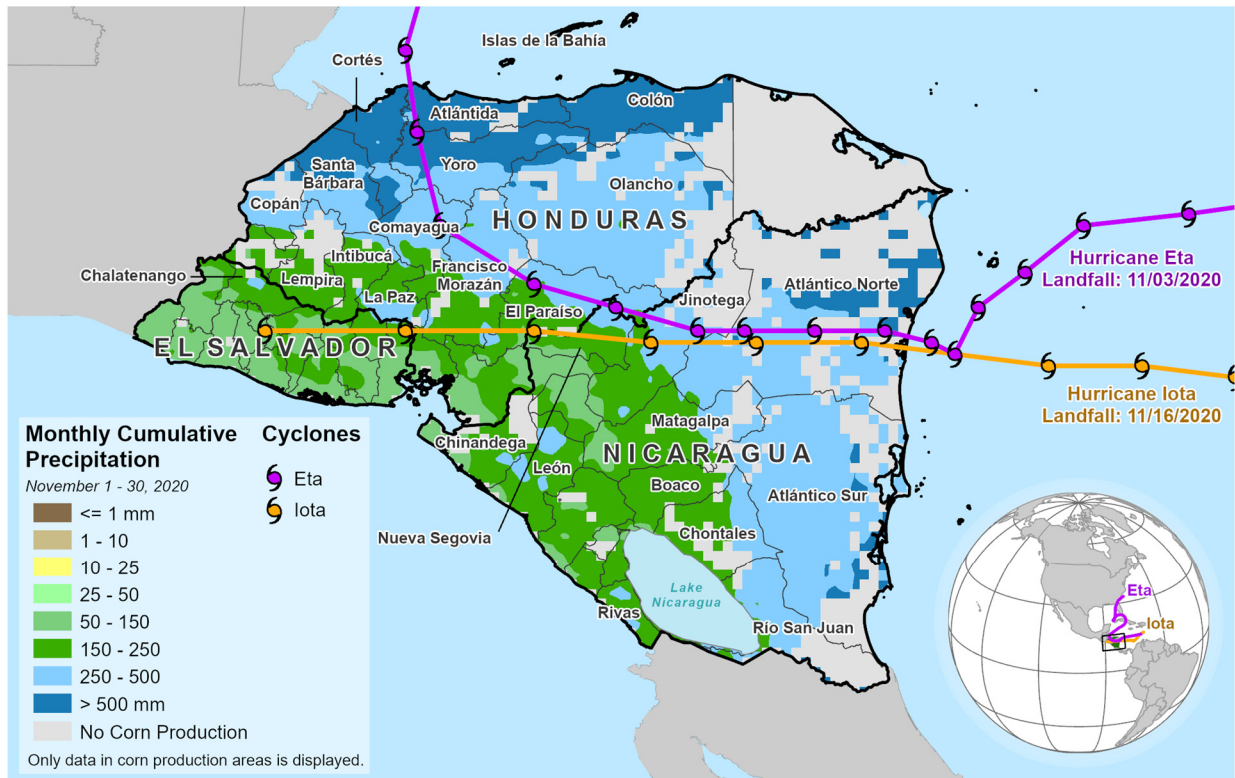 Islas de la Bahía
Cortés
Colón
Atlántida
Santa
Bárbara
Yoro
Olancho
Copán
HONDURAS
Comayagua
Intibucá
Chalatenango
Lempira
Francisco
Morazán
La Paz
El Paraíso
Jinotega
Atlántico Norte
Hurricane Eta
Landfall: 11/03/2020
EL SALVADOR
Hurricane Iota
Landfall: 11/16/2020
Matagalpa
Chinandega
NICARAGUA
León
Boaco
Atlántico Sur
Chontales
Nueva Segovia
Lake
Nicaragua
Rivas
Río San Juan
Monthly Cumulative
Precipitation
November 1 - 30, 2020
<= 1 mm
1 - 10
10 - 25
25 - 50
50 - 150
150 - 250
250 - 500
> 500 mm
No Corn Production
Only data in corn production areas is displayed.
Cyclones
Eta
Iota
Eta
Iota